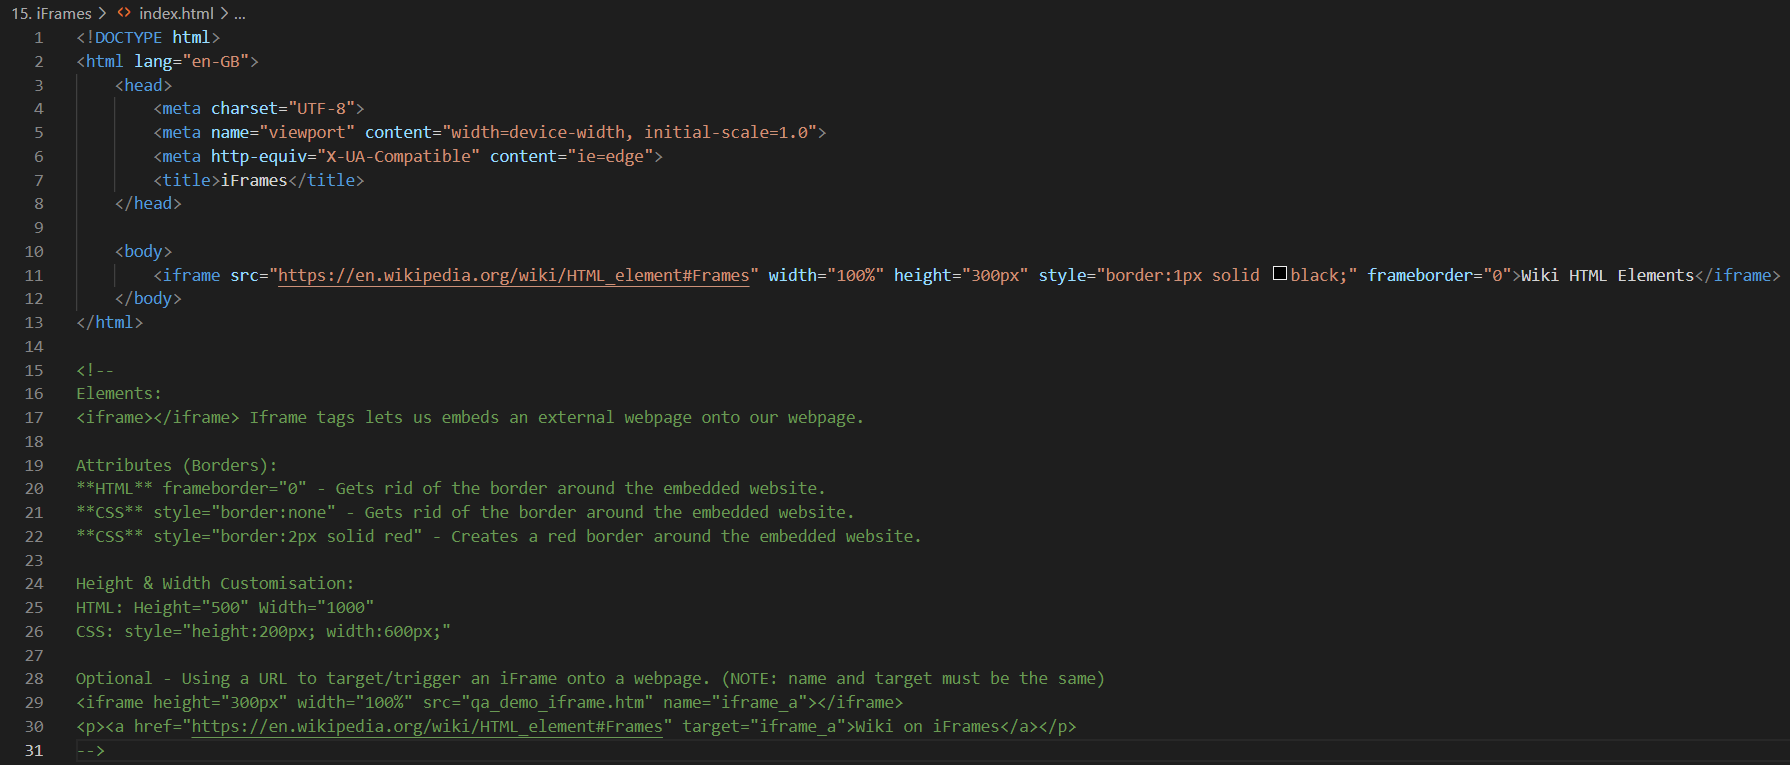 15. iFrames > <> index.html > ...
1 <!DOCTYPE html>
2 <html lang="en-GB">
3 <head>
4 <meta charset="UTF-8">
5 <meta name="viewport" content="width=device-width, initial-scale=1.0">
6 <meta http-equiv="X-UA-Compatible" content="ie=edge">
7 <title>iFrames</title>
8 </head>
9
10 <body>
11 <iframe src="https://en.wikipedia.org/wiki/HTML_element#Frames" width="100%" height="300px" style="border:1px solid black;" frameborder="0">Wiki HTML Elements</iframe>
12 </body>
13 </html>
14
15 <!--
16 Elements:
17 <iframe></iframe> Iframe tags lets us embeds an external webpage onto our webpage.
18
19 Attributes (Borders):
20 **HTML** frameborder="0" - Gets rid of the border around the embedded website.
21 **CSS** style="border:none" - Gets rid of the border around the embedded website.
22 **CSS** style="border:2px solid red" - Creates a red border around the embedded website.
23
24 Height & Width Customisation:
25 HTML: Height="500" Width="1000"
26 CSS: style="height:200px; width:600px;"
27
28 Optional - Using a URL to target/trigger an iFrame onto a webpage. (NOTE: name and target must be the same)
29 <iframe height="300px" width="100%" src="qa_demo_iframe.htm" name="iframe_a"></iframe>
30 <p><a href="https://en.wikipedia.org/wiki/HTML_element#Frames" target="iframe_a">Wiki on iFrames</a></p>
31 -->